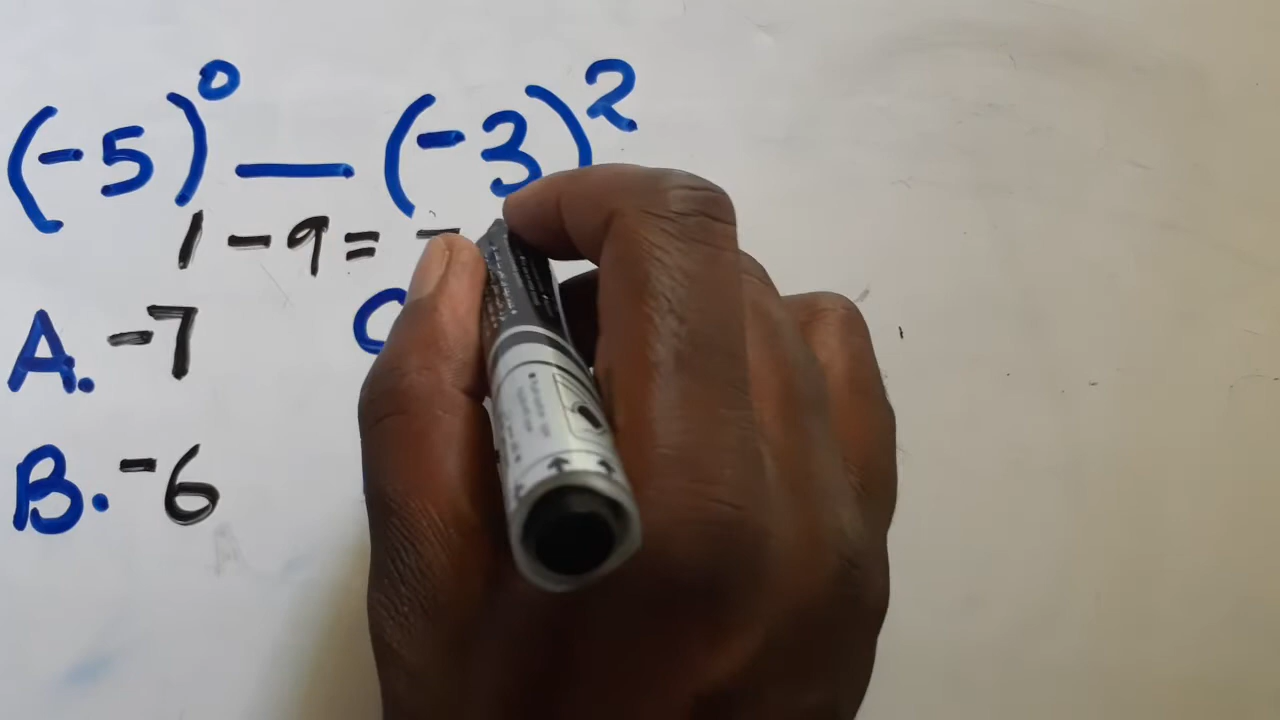 (-5)⁰ — (-3)²
1 - 9 = -
A. -7 C
B. -6